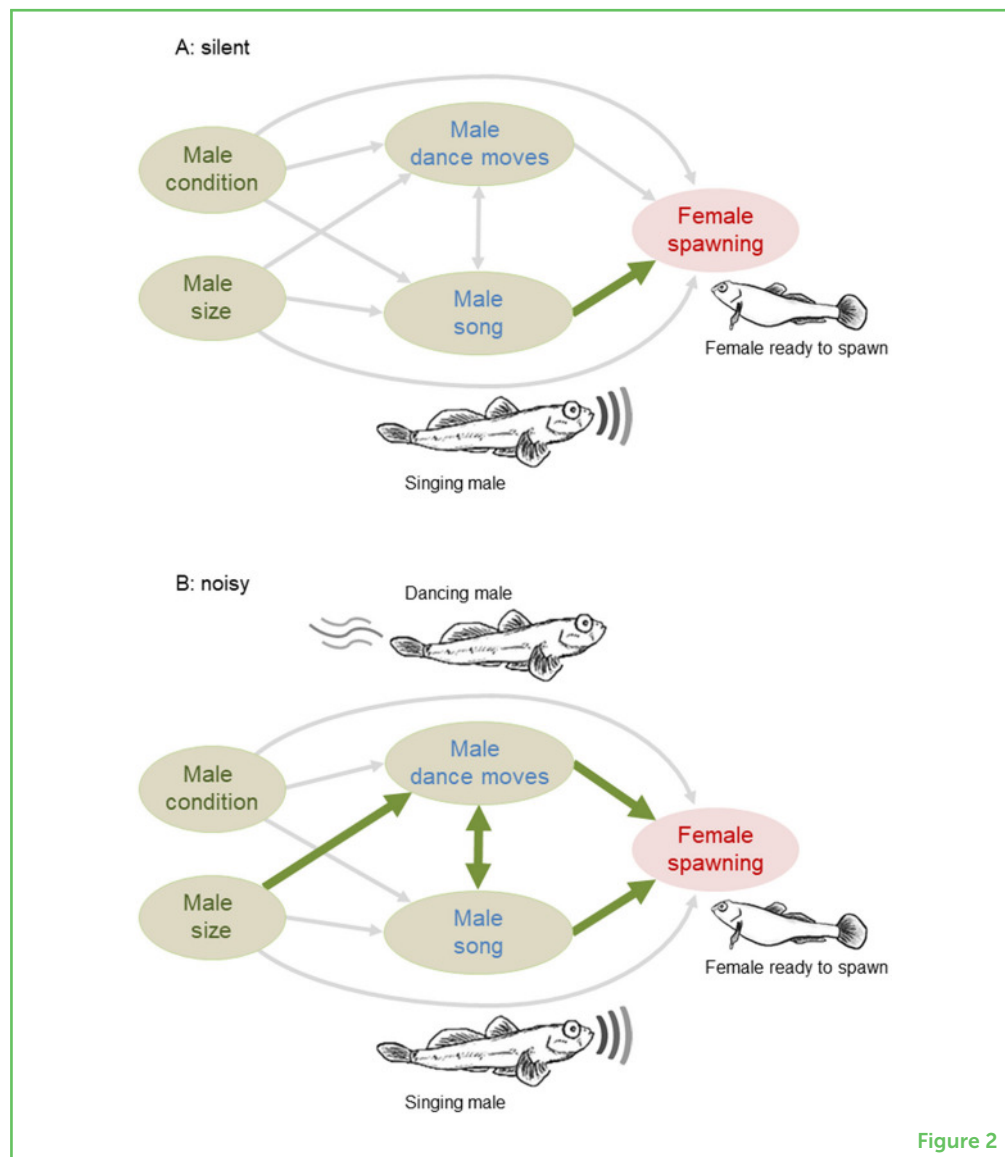 A: silent
Male
condition
Male
dance moves
Female
spawning
Male
size
Male
song
Female ready to spawn
Singing male
B: noisy
Dancing male
Male
condition
Male
dance moves
Female
spawning
Male
size
Male
song
Female ready to spawn
Singing male
Figure 2